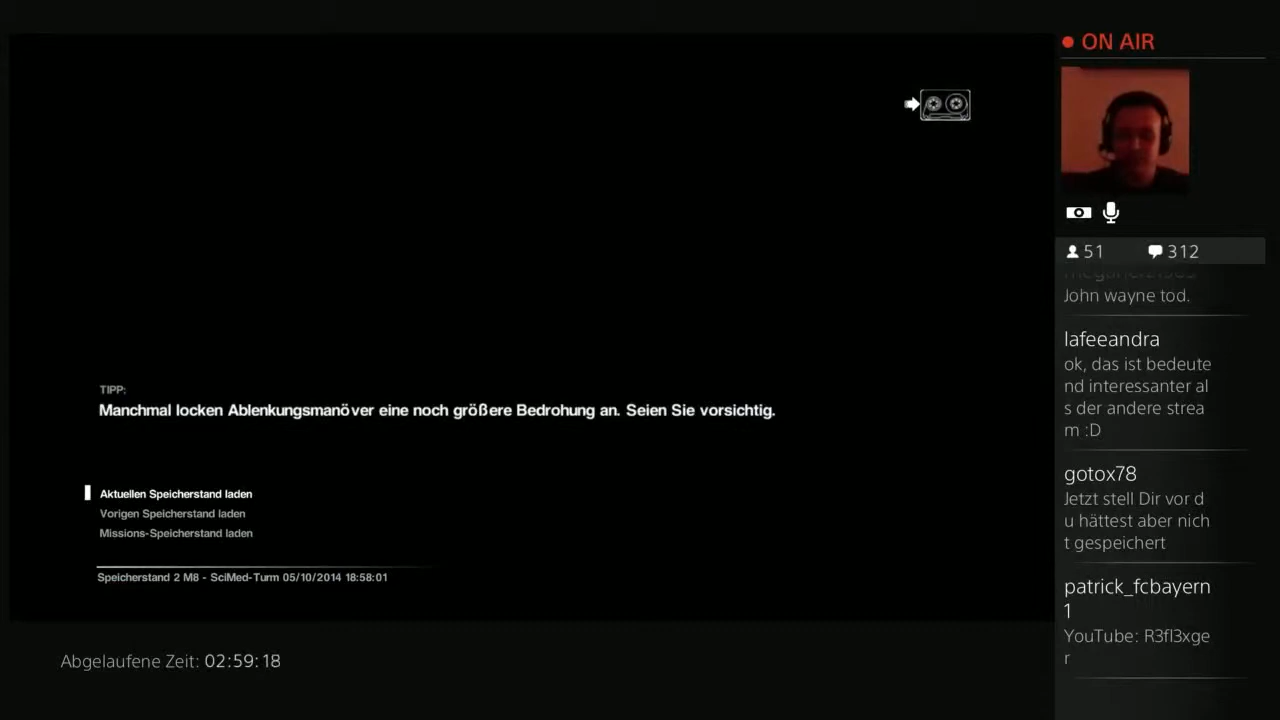 ON AIR
51 312
John wayne tod.
TIPP:
Manchmal locken Ablenkungsmanöver eine noch größere Bedrohung an. Seien Sie vorsichtig.
Aktuellen Speicherstand laden
Vorigen Speicherstand laden
Missions-Speicherstand laden
Speicherstand 2 M8 - SciMed-Turm 05/10/2014 18:58:01
Abgelaufene Zeit: 02:59:18
lafeeandra
ok, das ist bedeute
nd interessanter al
s der andere strea
m :D
gotox78
Jetzt stell Dir vor d
u hättest aber nich
t gespeichert
patrick_fcbayern
1
YouTube: R3fl3xge
r